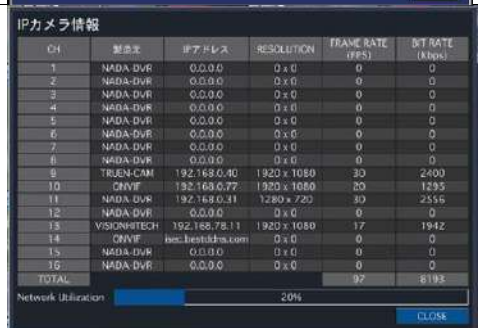 IPカメラ情報
CH 製造元 IPアドレス RESOLUTION FRAME RATE (FPS) BIT RATE (Kbps)
1 NADA-DVR 0.0.0.0 0 x 0 0 0
2 NADA-DVR 0.0.0.0 0 x 0 0 0
3 NADA-DVR 0.0.0.0 0 x 0 0 0
4 NADA-DVR 0.0.0.0 0 x 0 0 0
5 NADA-DVR 0.0.0.0 0 x 0 0 0
6 NADA-DVR 0.0.0.0 0 x 0 0 0
7 NADA-DVR 0.0.0.0 0 x 0 0 0
8 NADA-DVR 0.0.0.0 0 x 0 0 0
9 TRUEN-CAM 192.168.0.40 1920 x 1080 30 2400
10 ONVIF 192.168.0.77 1920 x 1080 20 1295
11 NADA-DVR 192.168.0.31 1280 x 720 30 2556
12 NADA-DVR 0.0.0.0 0 x 0 0 0
13 VISIONHITECH 192.168.78.11 1920 x 1080 17 1942
14 ONVIF isec.bestddns.com 0 x 0 0 0
15 NADA-DVR 0.0.0.0 0 x 0 0 0
16 NADA-DVR 0.0.0.0 0 x 0 0 0
TOTAL 97 8193
Network Utilization 20%
CLOSE